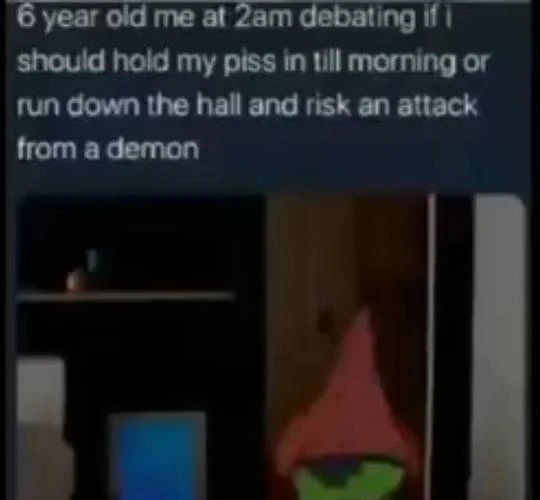 6 year old me at 2am debating if i
should hold my piss in till morning or
run down the hall and risk an attack
from a demon